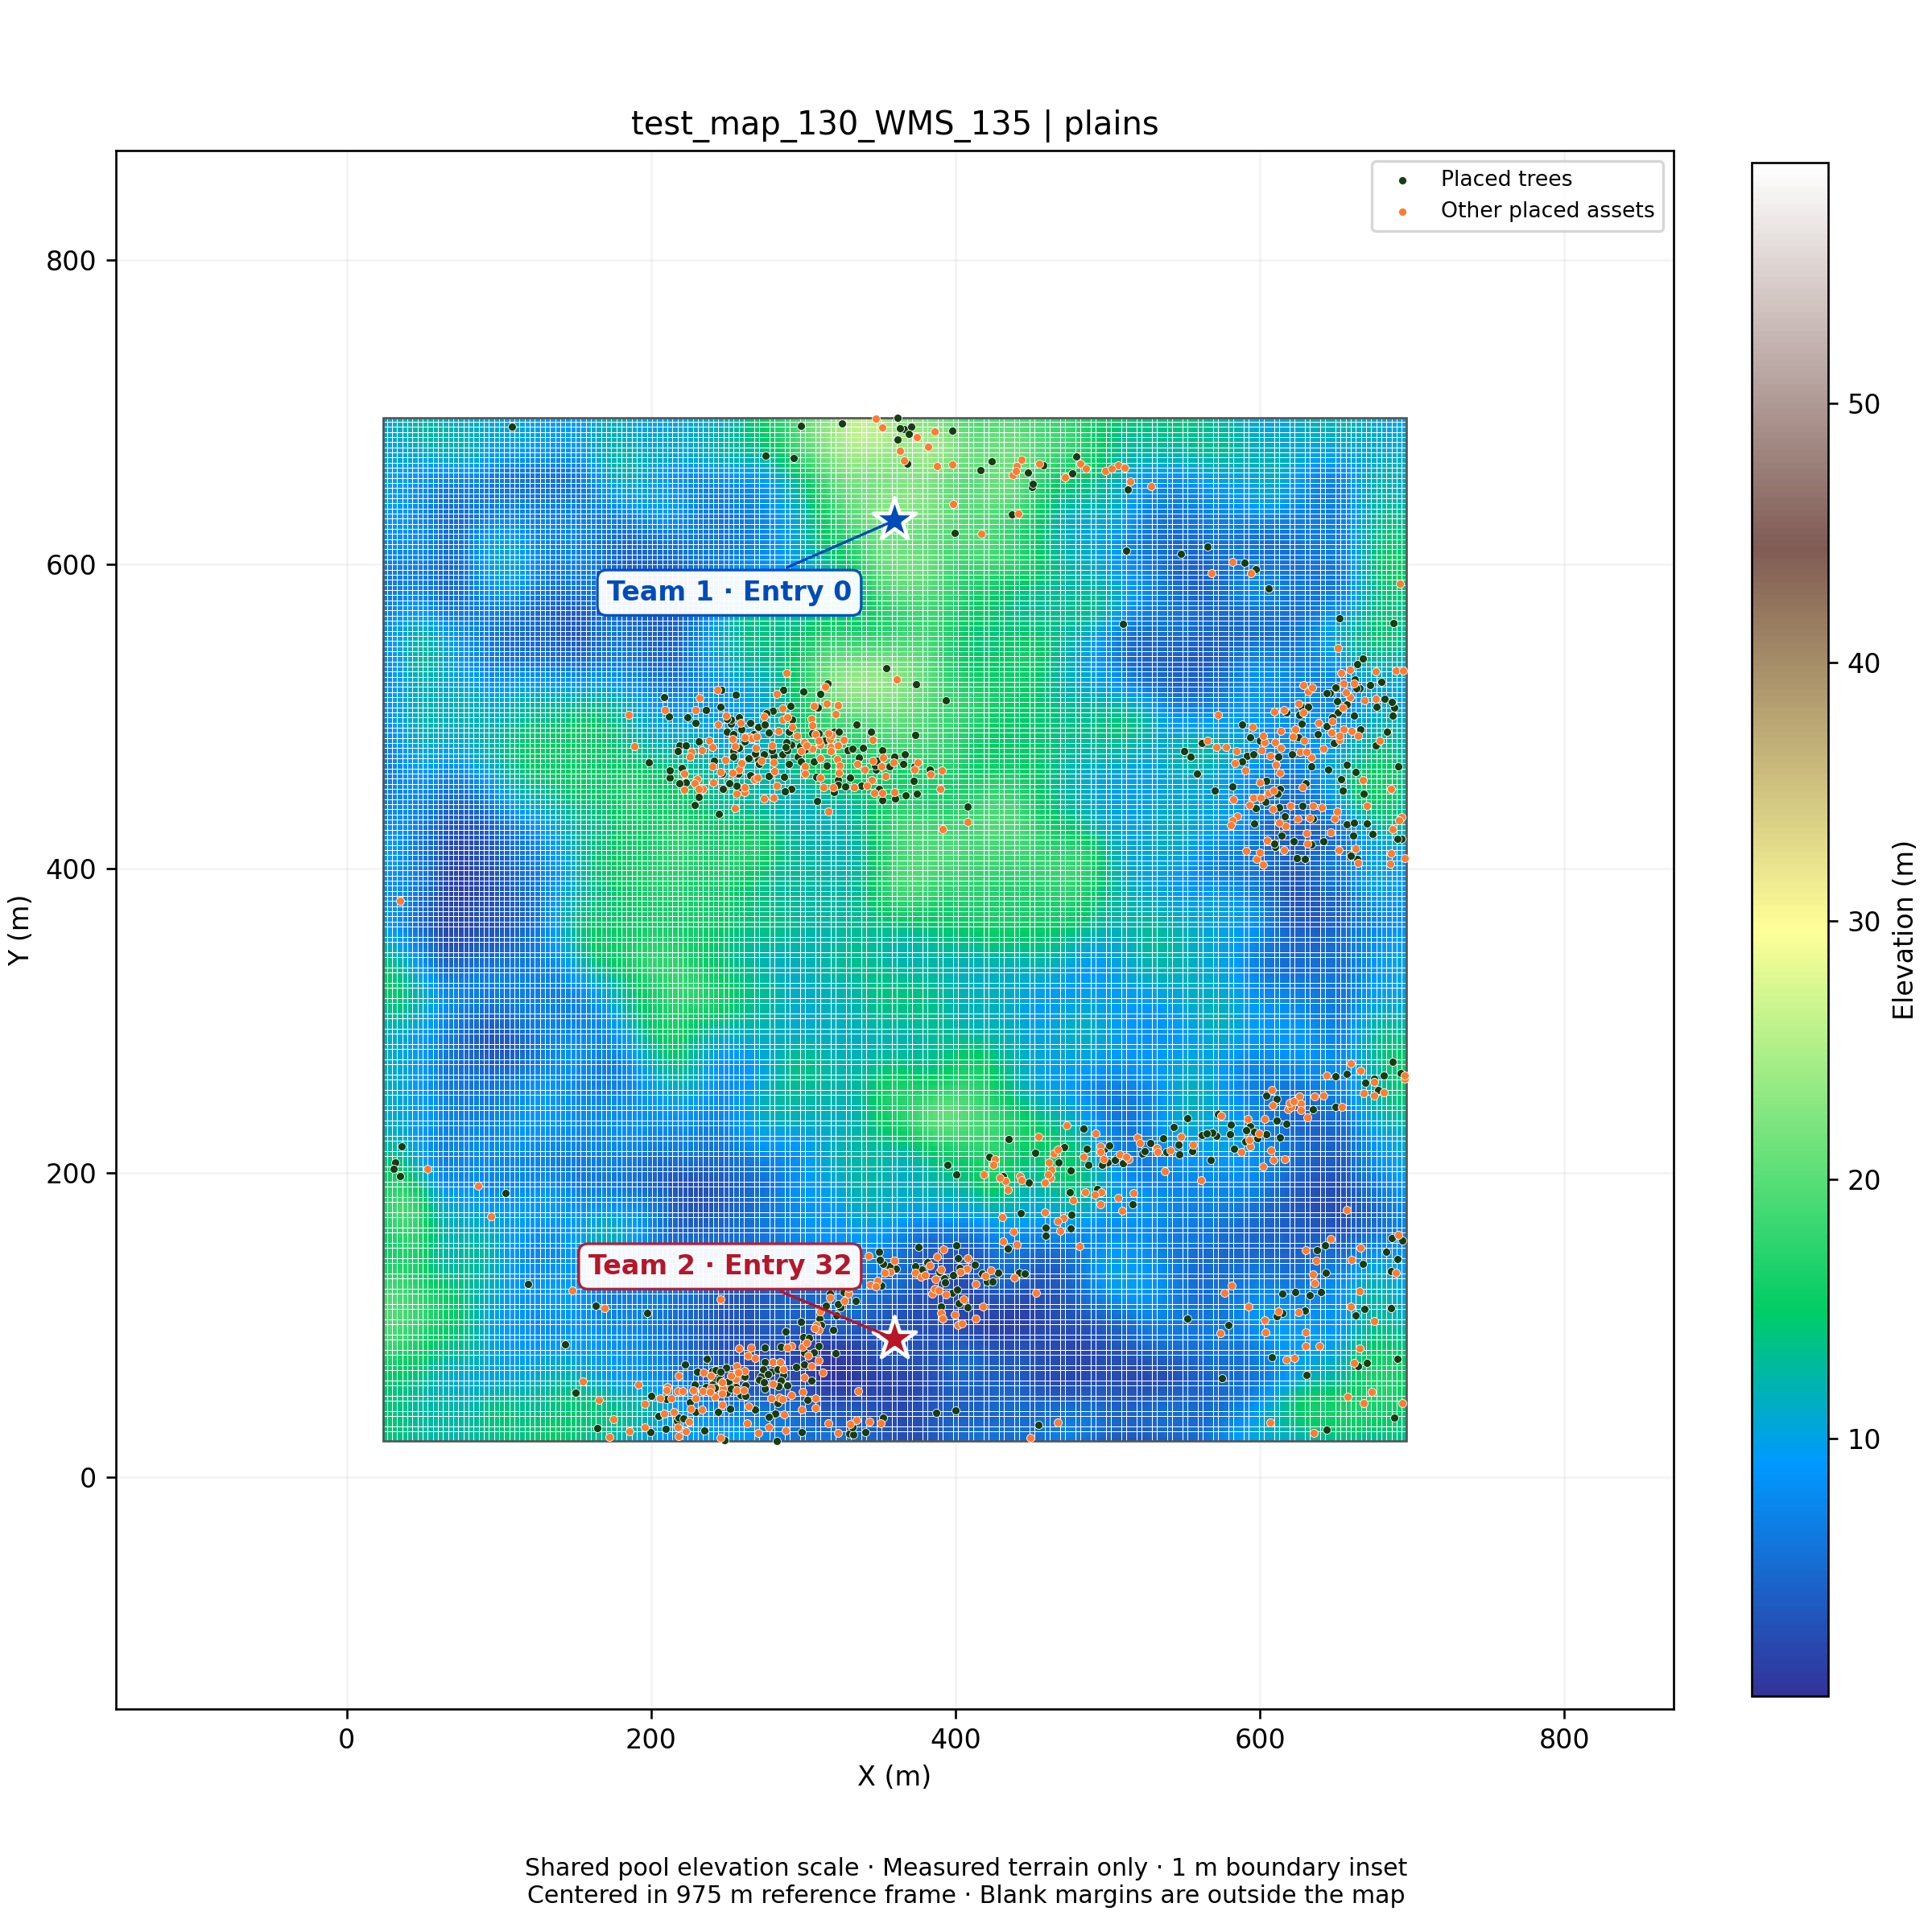 test_map_130_WMS_135 | plains
Placed trees
Other placed assets
800
600
400
200
0
Y (m)
Team 1 · Entry 0
Team 2 · Entry 32
0
200
400
600
800
X (m)
50
40
30
20
10
Elevation (m)
Shared pool elevation scale · Measured terrain only · 1 m boundary inset
Centered in 975 m reference frame · Blank margins are outside the map